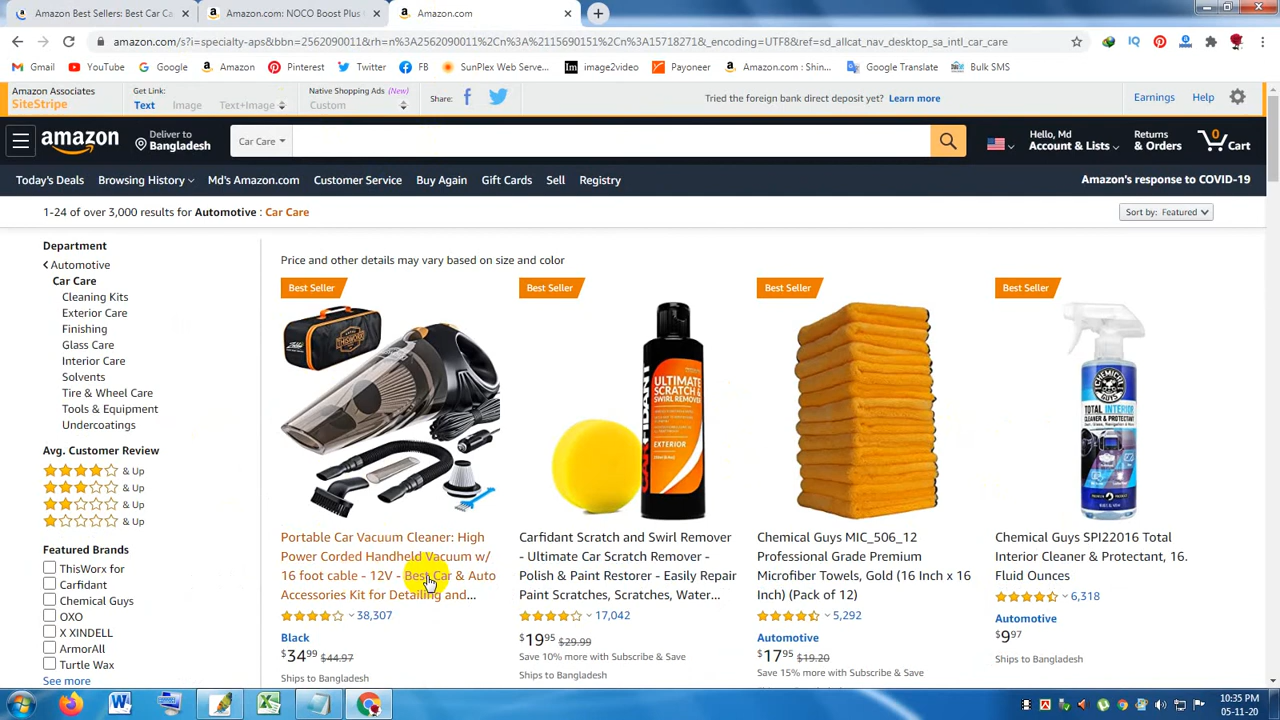 Amazon Best Sellers: Best Car Ca
Amazon.com: NOCO Boost Plus
Amazon.com
amazon.com/s?i=specialty-aps&bbn=2562090011&rh=n%3A2562090011%2Cn%3A%2115690151%2Cn%3A15718271&_encoding=UTF8&ref=sd_allcat_nav_desktop_sa_intl_car_care
Gmail YouTube Google Amazon Pinterest Twitter FB SunPlex Web Serve... image2video Payoneer Amazon.com : Shin... Google Translate Bulk SMS
Amazon Associates
SiteStripe
Get Link:
Text Image Text+Image
Native Shopping Ads (New)
Custom
Share:
Tried the foreign bank direct deposit yet? Learn more
Earnings Help
amazon
Deliver to
Bangladesh
Car Care
Hello, Md
Account & Lists
Returns
& Orders
0
Cart
Today's Deals Browsing History Md's Amazon.com Customer Service Buy Again Gift Cards Sell Registry
Amazon's response to COVID-19
1-24 of over 3,000 results for Automotive : Car Care
Sort by: Featured
Department
Automotive
Car Care
Cleaning Kits
Exterior Care
Finishing
Glass Care
Interior Care
Solvents
Tire & Wheel Care
Tools & Equipment
Undercoatings
Avg. Customer Review
& Up
& Up
& Up
& Up
Featured Brands
ThisWorx for
Carfidant
Chemical Guys
OXO
X XINDELL
ArmorAll
Turtle Wax
See more
Price and other details may vary based on size and color
Best Seller
Portable Car Vacuum Cleaner: High
Power Corded Handheld Vacuum w/
16 foot cable - 12V - Best Car & Auto
Accessories Kit for Detailing and...
38,307
Black
$34.99 $44.97
Ships to Bangladesh
Best Seller
ULTIMATE
SCRATCH &
SWIRL REMOVER
EXTERIOR
Carfidant Scratch and Swirl Remover
- Ultimate Car Scratch Remover -
Polish & Paint Restorer - Easily Repair
Paint Scratches, Scratches, Water...
17,042
$19.95 $29.99
Save 10% more with Subscribe & Save
Ships to Bangladesh
Best Seller
Chemical Guys MIC_506_12
Professional Grade Premium
Microfiber Towels, Gold (16 Inch x 16
Inch) (Pack of 12)
5,292
Automotive
$17.95 $19.20
Save 15% more with Subscribe & Save
Best Seller
CHEMICAL
GUYS
TOTAL INTERIOR
CLEANER & PROTECTANT
Chemical Guys SPI22016 Total
Interior Cleaner & Protectant, 16.
Fluid Ounces
6,318
Automotive
$9.97
Ships to Bangladesh
10:35 PM
05-11-20